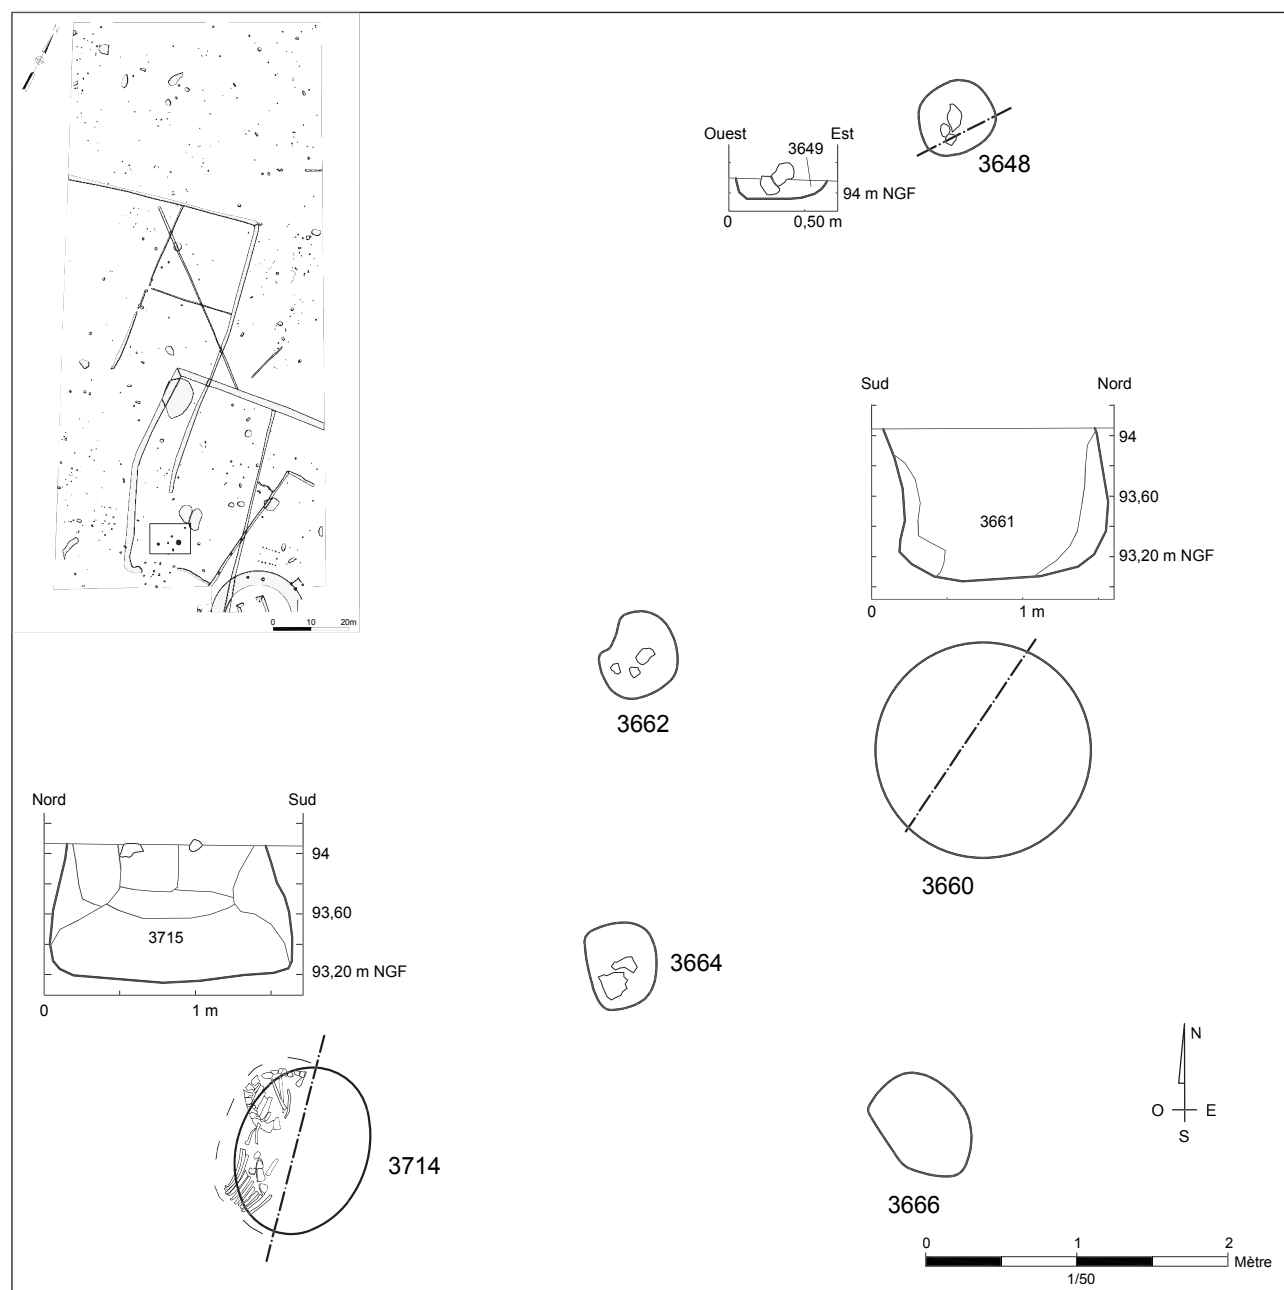 Ouest Est
3649
94 m NGF
0 0,50 m
3648
Sud Nord
94
93,60
3661
93,20 m NGF
0 1 m
0 10 20m
3662
3660
Nord Sud
94
93,60
3715
93,20 m NGF
0 1 m
3664
N
O E
S
3714
3666
0 1 2
Mètre
1/50